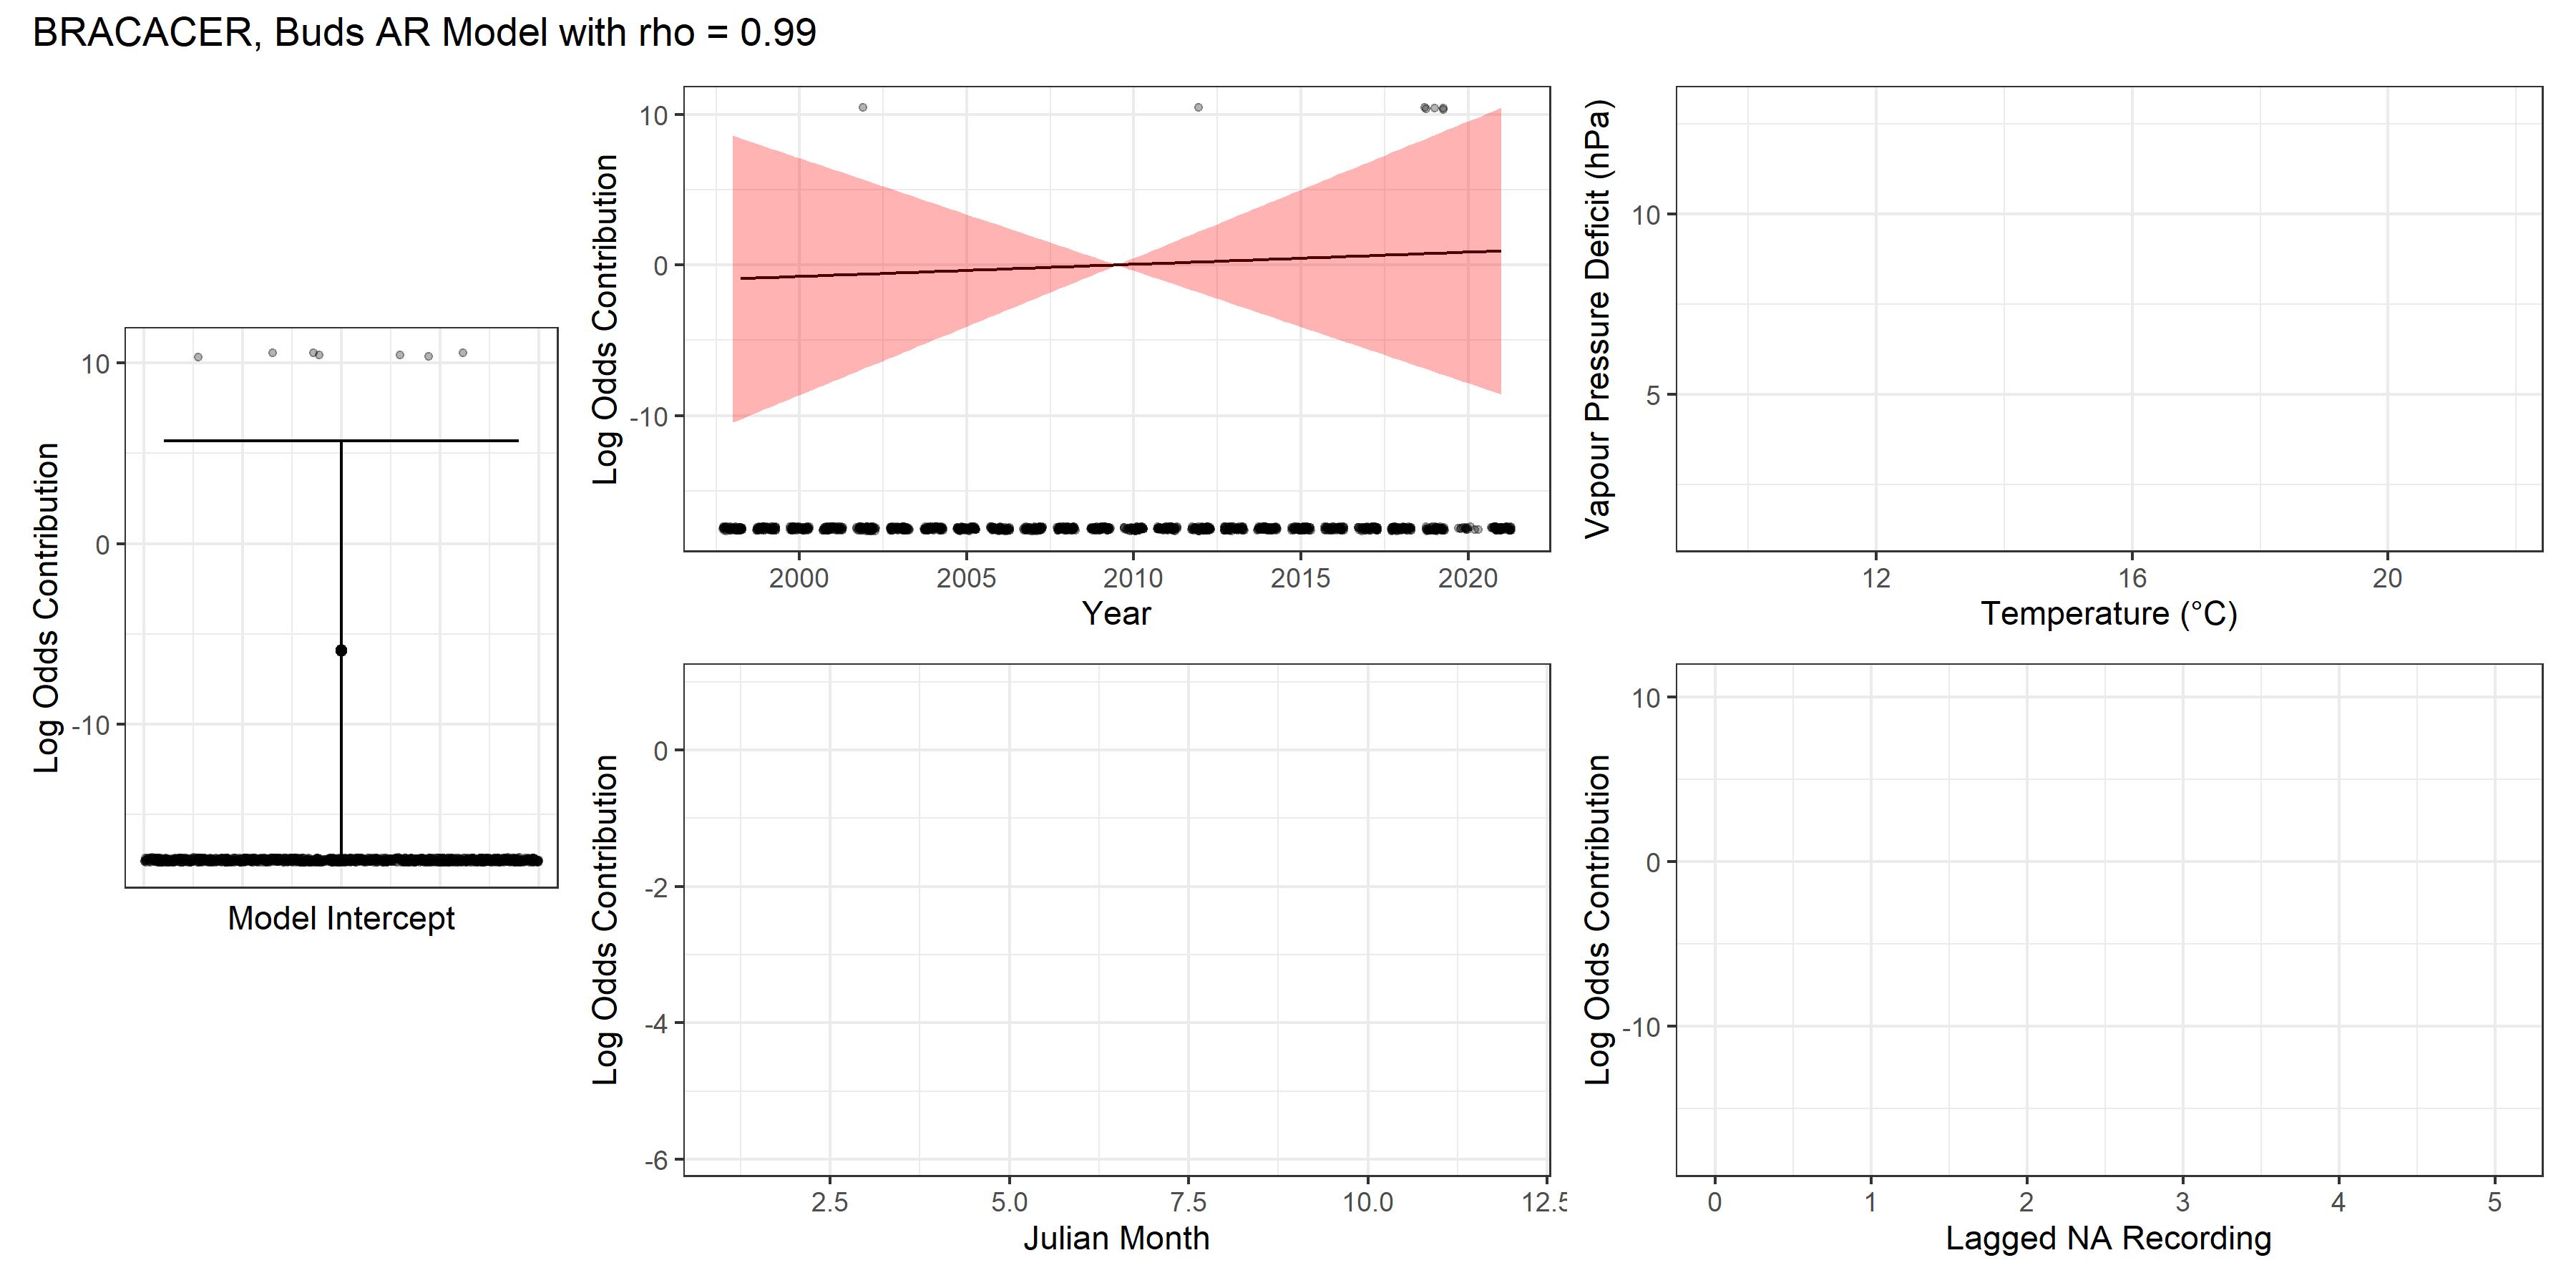 BRACACER, Buds AR Model with rho = 0.99
Log Odds Contribution
10
0
-10
Model Intercept
Log Odds Contribution
10
0
-10
2000 2005 2010 2015 2020
Year
Vapour Pressure Deficit (hPa)
10
5
12 16 20
Temperature (°C)
Log Odds Contribution
0
-2
-4
-6
2.5 5.0 7.5 10.0 12.5
Julian Month
Log Odds Contribution
10
0
-10
0 1 2 3 4 5
Lagged NA Recording